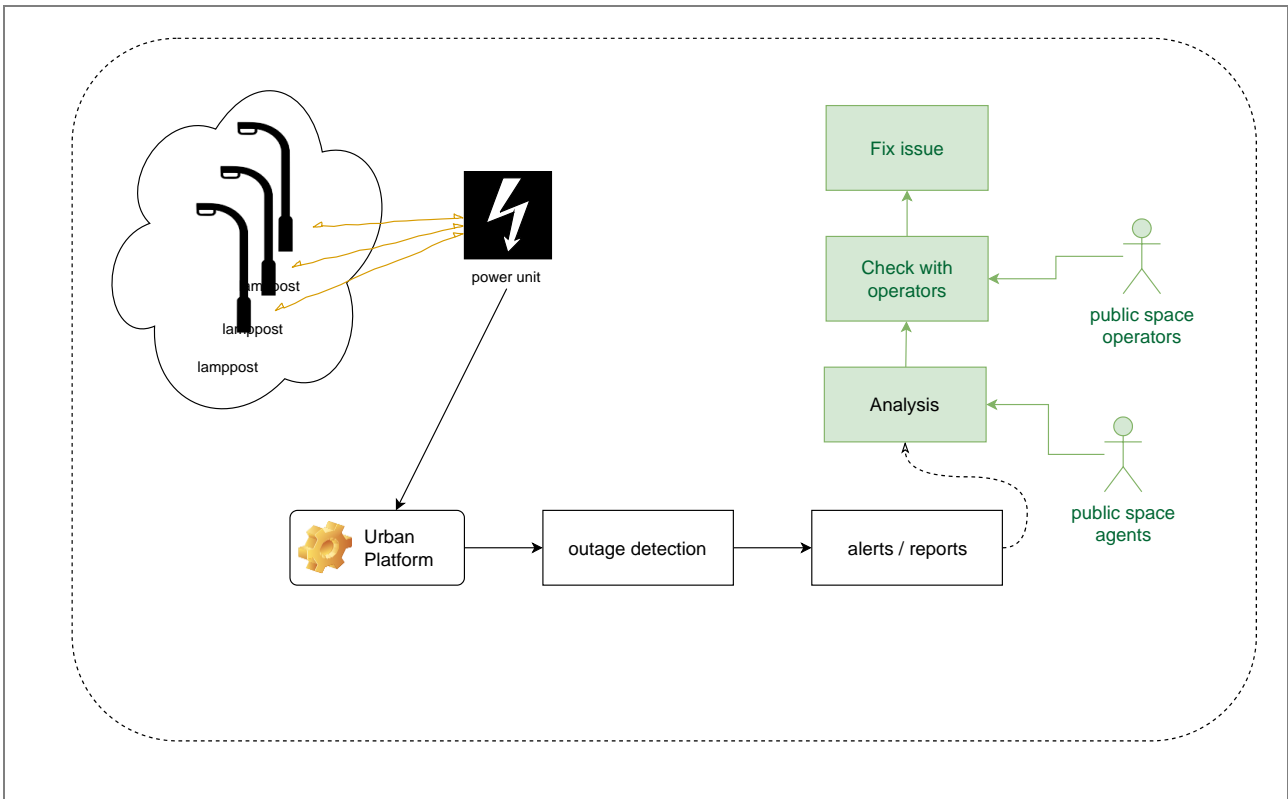 lamppost
lamppost
lamppost
power unit
Fix issue
Check with
operators
public space
operators
Analysis
public space
agents
Urban
Platform
outage detection
alerts / reports